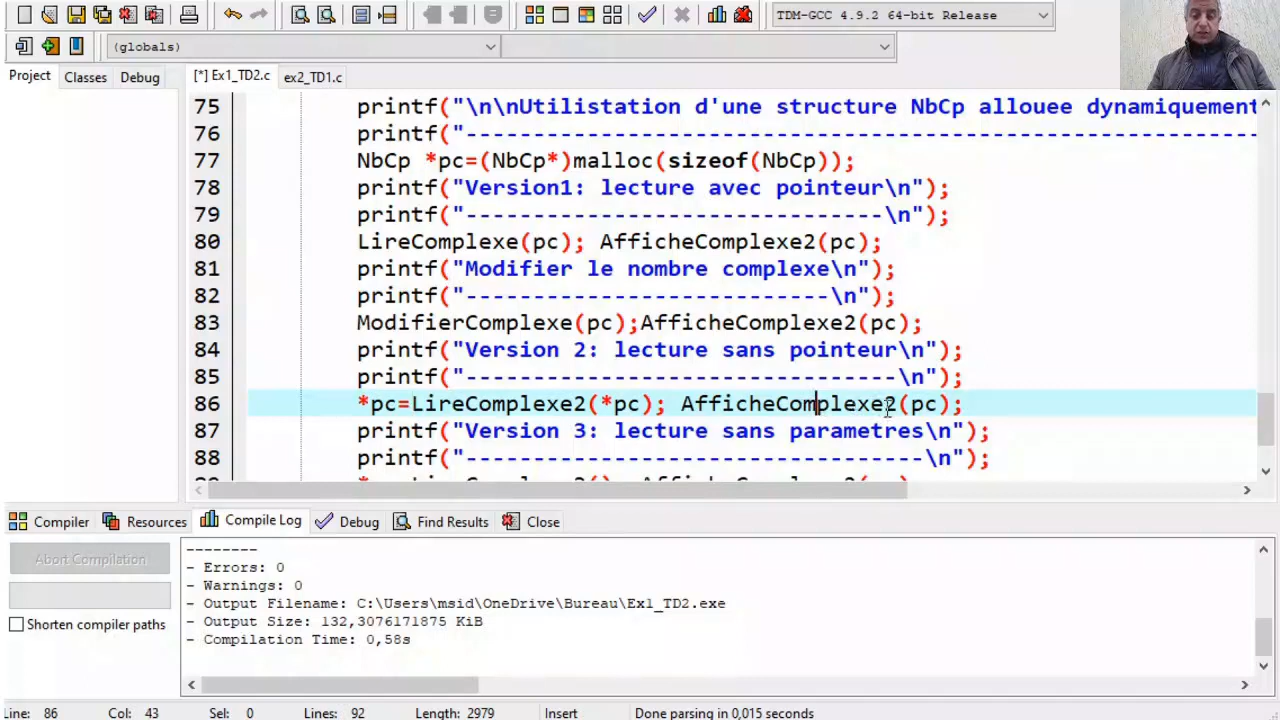 TDM-GCC 4.9.2 64-bit Release
(globals)
Project Classes Debug [*] Ex1_TD2.c ex2_TD1.c
75 printf("\n\nUtilistation d'une structure NbCp allouee dynamiquement
76 printf("-----------------------------------------------------------
77 NbCp *pc=(NbCp*)malloc(sizeof(NbCp));
78 printf("Version1: lecture avec pointeur\n");
79 printf("-------------------------------\n");
80 LireComplexe(pc); AfficheComplexe2(pc);
81 printf("Modifier le nombre complexe\n");
82 printf("---------------------------\n");
83 ModifierComplexe(pc);AfficheComplexe2(pc);
84 printf("Version 2: lecture sans pointeur\n");
85 printf("--------------------------------\n");
86 *pc=LireComplexe2(*pc); AfficheComplexe2(pc);
87 printf("Version 3: lecture sans parametres\n");
88 printf("----------------------------------\n");
Compiler Resources Compile Log Debug Find Results Close
Abort Compilation
Shorten compiler paths
--------
- Errors: 0
- Warnings: 0
- Output Filename: C:\Users\msid\OneDrive\Bureau\Ex1_TD2.exe
- Output Size: 132,3076171875 KiB
- Compilation Time: 0,58s
Line: 86 Col: 43 Sel: 0 Lines: 92 Length: 2979 Insert Done parsing in 0,015 seconds